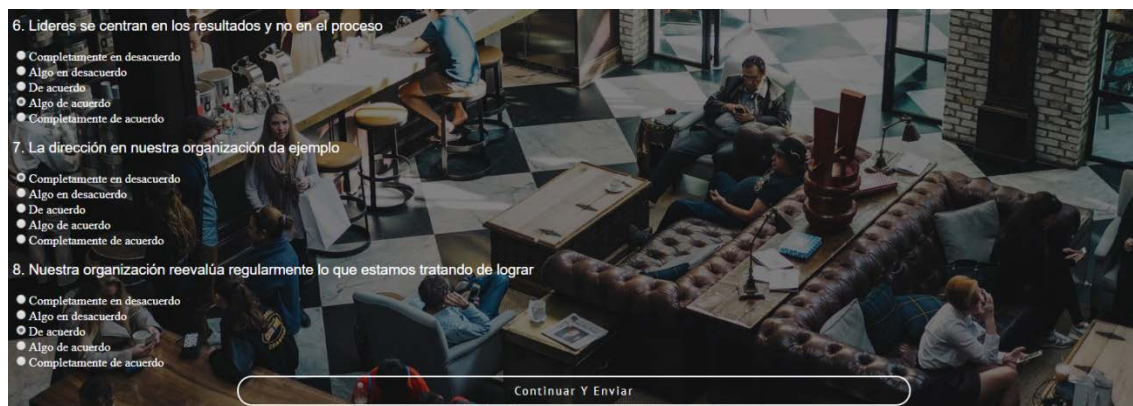 6. Lideres se centran en los resultados y no en el proceso
Completamente en desacuerdo
Algo en desacuerdo
De acuerdo
Algo de acuerdo
Completamente de acuerdo
7. La dirección en nuestra organización da ejemplo
Completamente en desacuerdo
Algo en desacuerdo
De acuerdo
Algo de acuerdo
Completamente de acuerdo
8. Nuestra organización reevalúa regularmente lo que estamos tratando de lograr
Completamente en desacuerdo
Algo en desacuerdo
De acuerdo
Algo de acuerdo
Completamente de acuerdo
Continuar Y Enviar